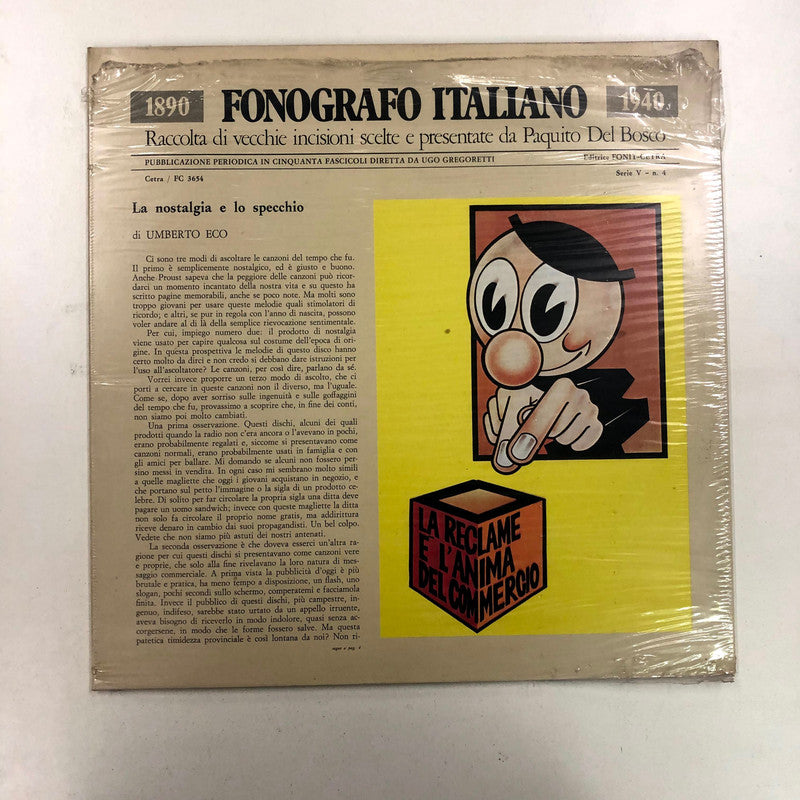 1890 FONOGRAFO ITALIANO 1940
Raccolta di vecchie incisioni scelte e presentate da Paquito Del Bosco
PUBBLICAZIONE PERIODICA IN CINQUANTA FASCICOLI DIRETTA DA UGO GREGORETTI
Editrice FONIT-CETRA
Cetra / FC 3654
Serie V - n. 4
La nostalgia e lo specchio
di UMBERTO ECO
Ci sono tre modi di ascoltare le canzoni del tempo che fu.
Il primo è semplicemente nostalgico, ed è giusto e buono.
Anche Proust sapeva che la peggiore delle canzoni può ricor-
darci un momento incantato della nostra vita e su questo ha
scritto pagine memorabili, anche se poco note. Ma molti sono
troppo giovani per usare queste melodie quali stimolatori di
ricordo; e altri, se pur in regola con l'anno di nascita, possono
voler andare al di là della semplice rievocazione sentimentale.
Per cui, impiego numero due: il prodotto di nostalgia
viene usato per capire qualcosa sul costume dell'epoca di ori-
gine. In questa prospettiva le melodie di questo disco hanno
certo molto da dirci e non credo si debbano dare istruzioni per
l'uso all'ascoltatore? Le canzoni, per così dire, parlano da sé.
Vorrei invece proporre un terzo modo di ascolto, che ci
porti a cercare in queste canzoni non il diverso, ma l'uguale.
Come se, dopo aver sorriso sulle ingenuità e sulle goffaggini
del tempo che fu, provassimo a scoprire che, in fine dei conti,
non siamo poi molto cambiati.
Una prima osservazione. Questi dischi, alcuni dei quali
prodotti quando la radio non c'era ancora o l'avevano in pochi,
erano probabilmente regalati e, siccome si presentavano come
canzoni normali, erano probabilmente usati in famiglia e con
gli amici per ballare. Mi domando se alcuni non fossero per-
sino messi in vendita. In ogni caso mi sembrano molto simili
a quelle magliette che oggi i giovani acquistano in negozio, e
che portano sul petto l'immagine o la sigla di un prodotto ce-
lebre. Di solito per far circolare la propria sigla una ditta deve
pagare un uomo sandwich; invece con queste magliette la ditta
non solo fa circolare il proprio nome gratis, ma addirittura
riceve denaro in cambio dai suoi propagandisti. Un bel colpo.
Vedete che non siamo più astuti dei nostri antenati.
La seconda osservazione è che doveva esserci un'altra ra-
gione per cui questi dischi si presentavano come canzoni vere
e proprie, che solo alla fine rivelavano la loro natura di mes-
saggio commerciale. A prima vista la pubblicità d'oggi è più
brutale e pratica, ha meno tempo a disposizione, un flash, uno
slogan, pochi secondi sullo schermo, comperatemi e facciamola
finita. Invece il pubblico di questi dischi, più campestre, in-
genuo, indifeso, sarebbe stato urtato da un appello irruente,
aveva bisogno di riceverlo in modo indolore, quasi senza ac-
corgersene, in modo che le forme fossero salve. Ma questa
patetica timidezza provinciale è così lontana da noi? Non ri-
segue a pag. 4
LA RECLAME
E L'ANIMA
DEL COMMERCIO